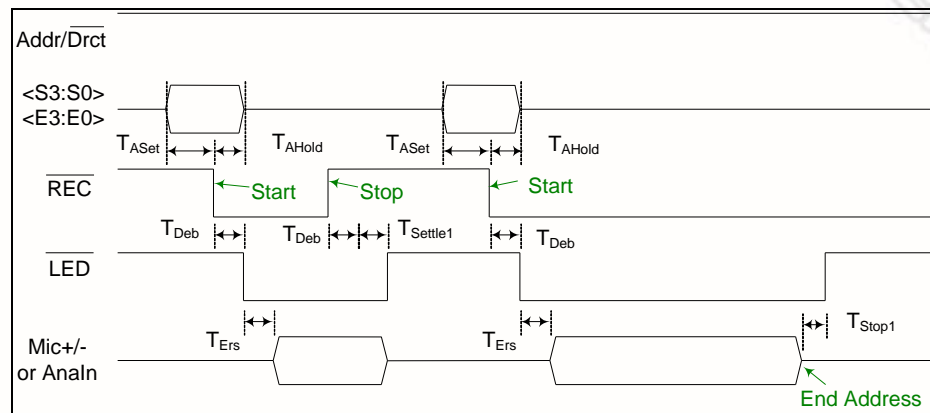 Addr/Drct
<S3:S0>
<E3:E0>
TASet TAHold TASet TAHold
REC Start Stop Start
TDeb TDeb TSettle1 TDeb
LED
TErs TErs TStop1
Mic+/-
or AnaIn
End Address